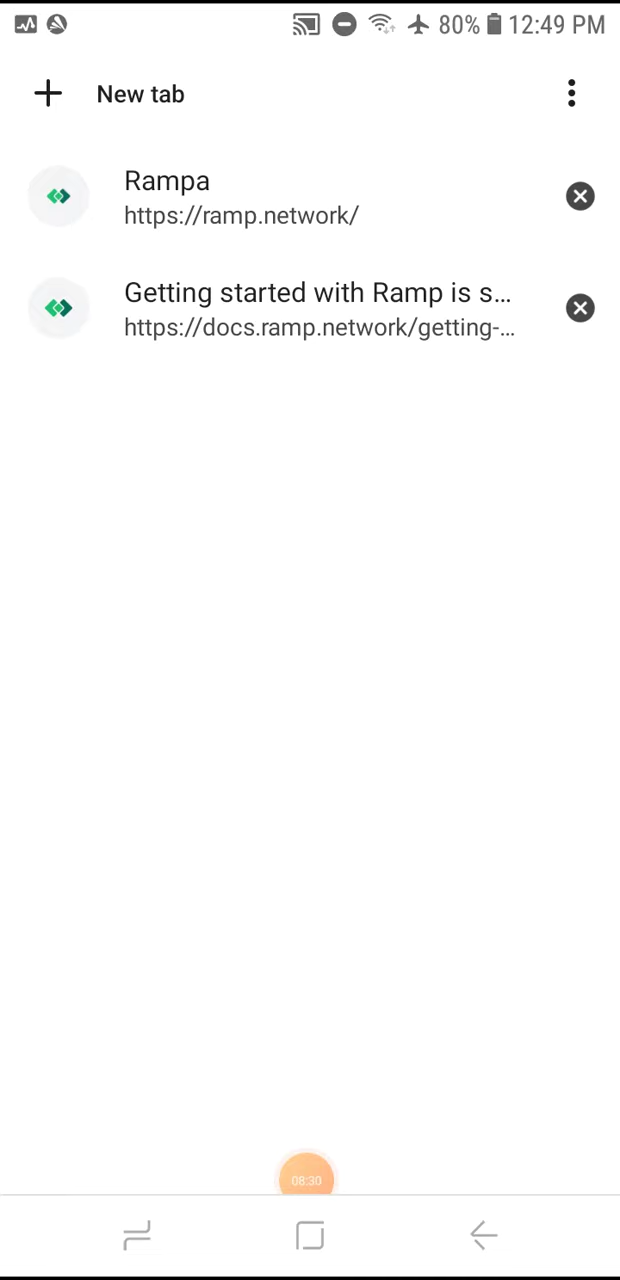 80% 12:49 PM
New tab
Rampa
https://ramp.network/
Getting started with Ramp is s...
https://docs.ramp.network/getting-...
08:30